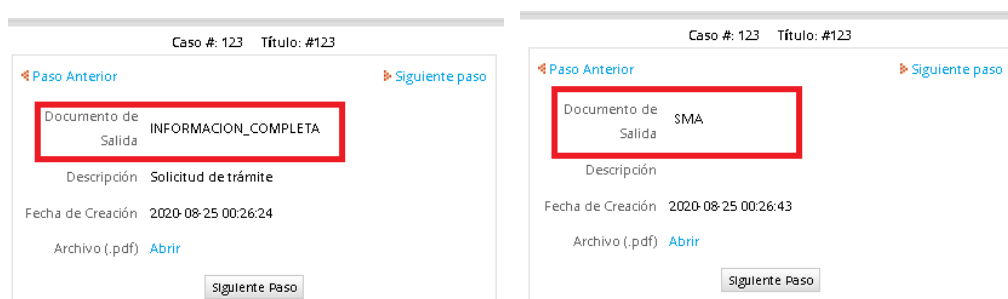 Caso #: 123 Título: #123
Paso Anterior
Siguiente paso
Documento de
Salida
INFORMACION_COMPLETA
Descripción Solicitud de trámite
Fecha de Creación 2020-08-25 00:26:24
Archivo (.pdf) Abrir
Siguiente Paso
Caso #: 123 Título: #123
Paso Anterior
Siguiente paso
Documento de
Salida
SMA
Descripción
Fecha de Creación 2020-08-25 00:26:43
Archivo (.pdf) Abrir
Siguiente Paso